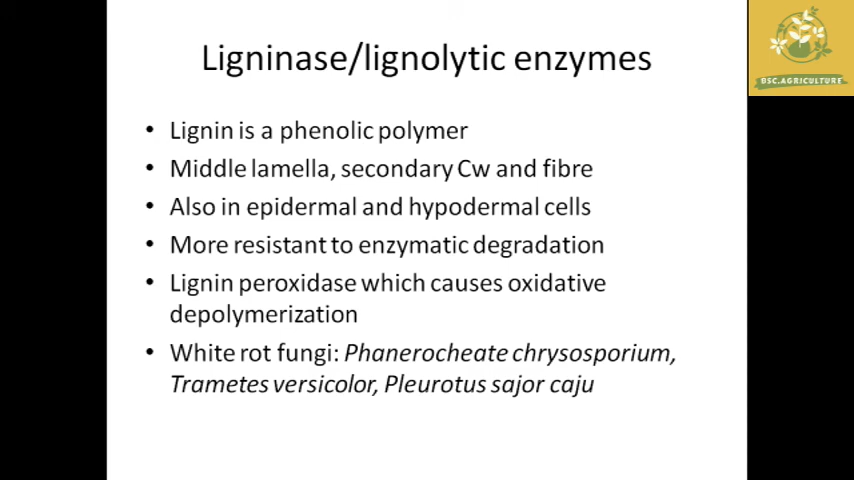 Ligninase/lignolytic enzymes
BSC.AGRICULTURE
• Lignin is a phenolic polymer
• Middle lamella, secondary Cw and fibre
• Also in epidermal and hypodermal cells
• More resistant to enzymatic degradation
• Lignin peroxidase which causes oxidative
depolymerization
• White rot fungi: Phanerocheate chrysosporium,
Trametes versicolor, Pleurotus sajor caju